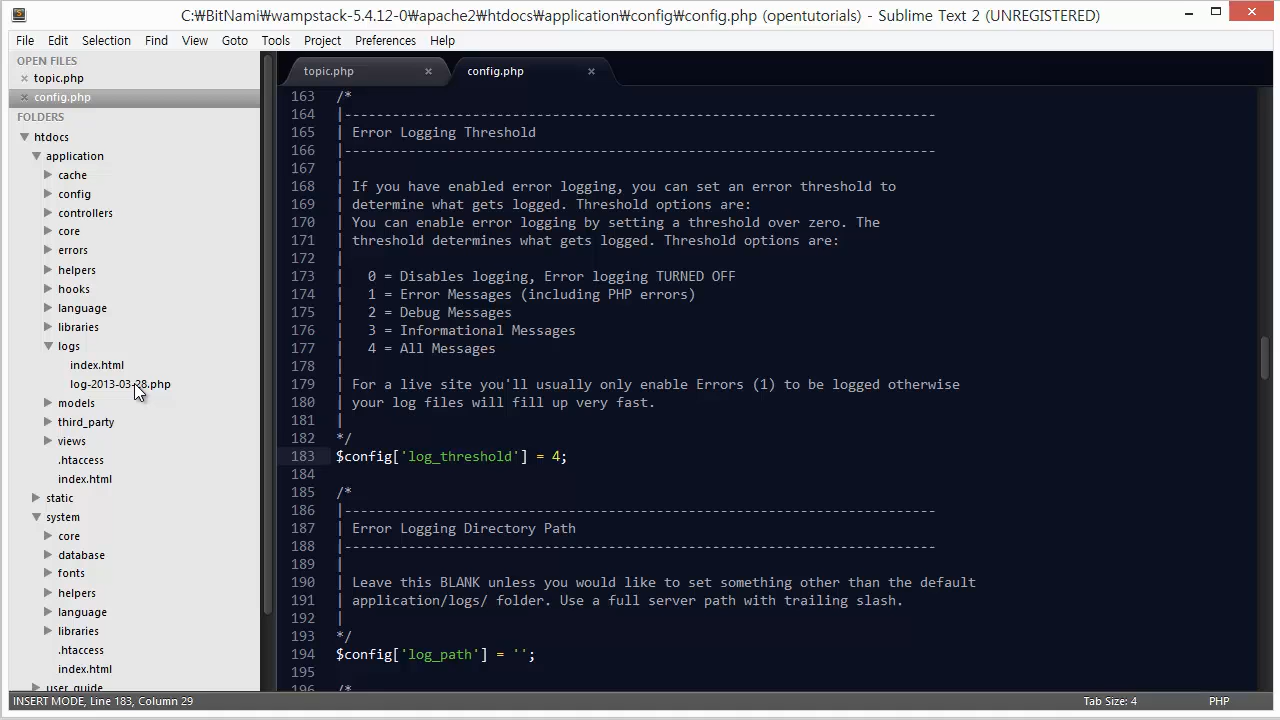 C:₩BitNami₩wampstack-5.4.12-0₩apache2₩htdocs₩application₩config₩config.php (opentutorials) - Sublime Text 2 (UNREGISTERED)
File Edit Selection Find View Goto Tools Project Preferences Help
OPEN FILES
topic.php
config.php
FOLDERS
htdocs
application
cache
config
controllers
core
errors
helpers
hooks
language
libraries
logs
index.html
log-2013-03-28.php
models
third_party
views
.htaccess
index.html
static
system
core
database
fonts
helpers
language
libraries
.htaccess
index.html
user_guide
topic.php config.php
163 /*
164 |--------------------------------------------------------------------------
165 | Error Logging Threshold
166 |--------------------------------------------------------------------------
167 |
168 | If you have enabled error logging, you can set an error threshold to
169 | determine what gets logged. Threshold options are:
170 | You can enable error logging by setting a threshold over zero. The
171 | threshold determines what gets logged. Threshold options are:
172 |
173 | 0 = Disables logging, Error logging TURNED OFF
174 | 1 = Error Messages (including PHP errors)
175 | 2 = Debug Messages
176 | 3 = Informational Messages
177 | 4 = All Messages
178 |
179 | For a live site you'll usually only enable Errors (1) to be logged otherwise
180 | your log files will fill up very fast.
181 |
182 */
183 $config['log_threshold'] = 4;
184
185 /*
186 |--------------------------------------------------------------------------
187 | Error Logging Directory Path
188 |--------------------------------------------------------------------------
189 |
190 | Leave this BLANK unless you would like to set something other than the default
191 | application/logs/ folder. Use a full server path with trailing slash.
192 |
193 */
194 $config['log_path'] = '';
195
196 /*
INSERT MODE, Line 183, Column 29 Tab Size: 4 PHP